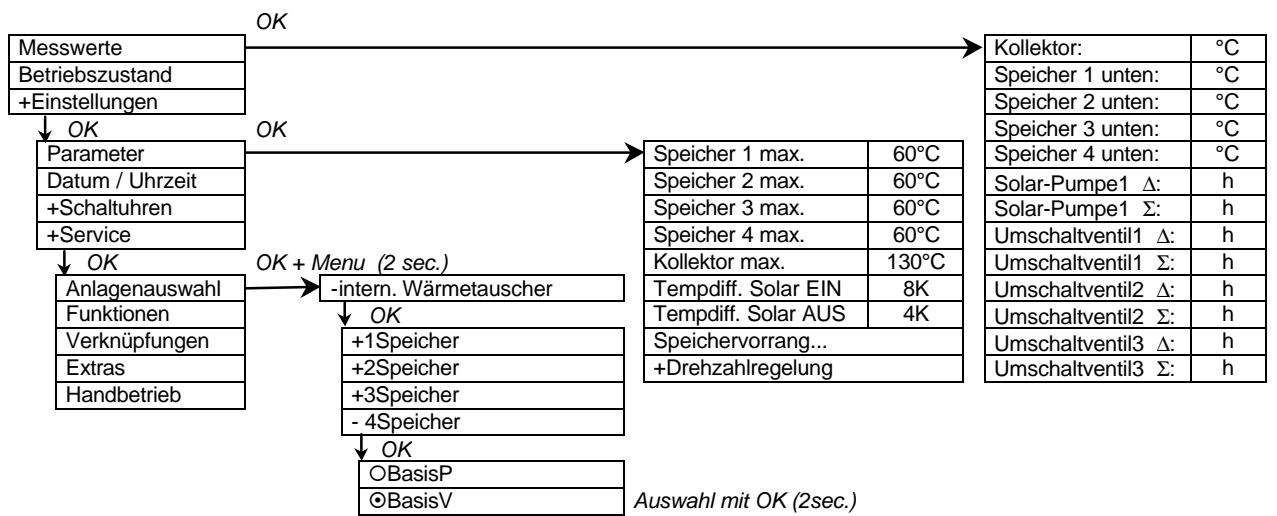 OK
Messwerte
Betriebszustand
+Einstellungen
OK
OK
Parameter
Datum / Uhrzeit
+Schaltuhren
+Service
OK
OK + Menu (2 sec.)
Anlagenauswahl
Funktionen
Verknüpfungen
Extras
Handbetrieb
-intern. Wärmetauscher
OK
+1Speicher
+2Speicher
+3Speicher
- 4Speicher
OK
○BasisP
⊙BasisV
Auswahl mit OK (2sec.)
Speicher 1 max. 60°C
Speicher 2 max. 60°C
Speicher 3 max. 60°C
Speicher 4 max. 60°C
Kollektor max. 130°C
Tempdiff. Solar EIN 8K
Tempdiff. Solar AUS 4K
Speichervorrang...
+Drehzahlregelung
Kollektor: °C
Speicher 1 unten: °C
Speicher 2 unten: °C
Speicher 3 unten: °C
Speicher 4 unten: °C
Solar-Pumpe1 Δ: h
Solar-Pumpe1 Σ: h
Umschaltventil1 Δ: h
Umschaltventil1 Σ: h
Umschaltventil2 Δ: h
Umschaltventil2 Σ: h
Umschaltventil3 Δ: h
Umschaltventil3 Σ: h